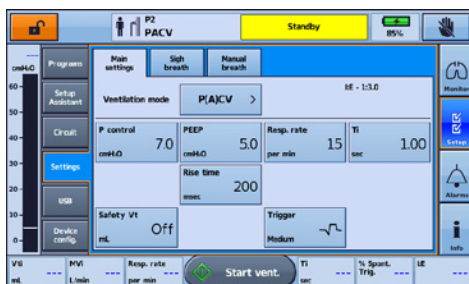 P2
PACV
Standby
85%
cmH2O
60
50
40
30
20
10
0
Programs
Setup
Assistant
Circuit
Settings
USB
Device
config.
Main
settings
Sigh
breath
Manual
breath
Ventilation mode
P(A)CV >
I:E - 1:3.0
P control
cmH2O
7.0
PEEP
cmH2O
5.0
Resp. rate
per min
15
Ti
sec
1.00
Rise time
msec
200
Safety Vt
mL
Off
Trigger
Medium
Monitor
Setup
Alarms
Info
Vti
mL
---
MVI
L/min
---
Resp. rate
per min
---
Start vent.
Ti
sec
---
% Spont.
Trig.
---
I:E
---